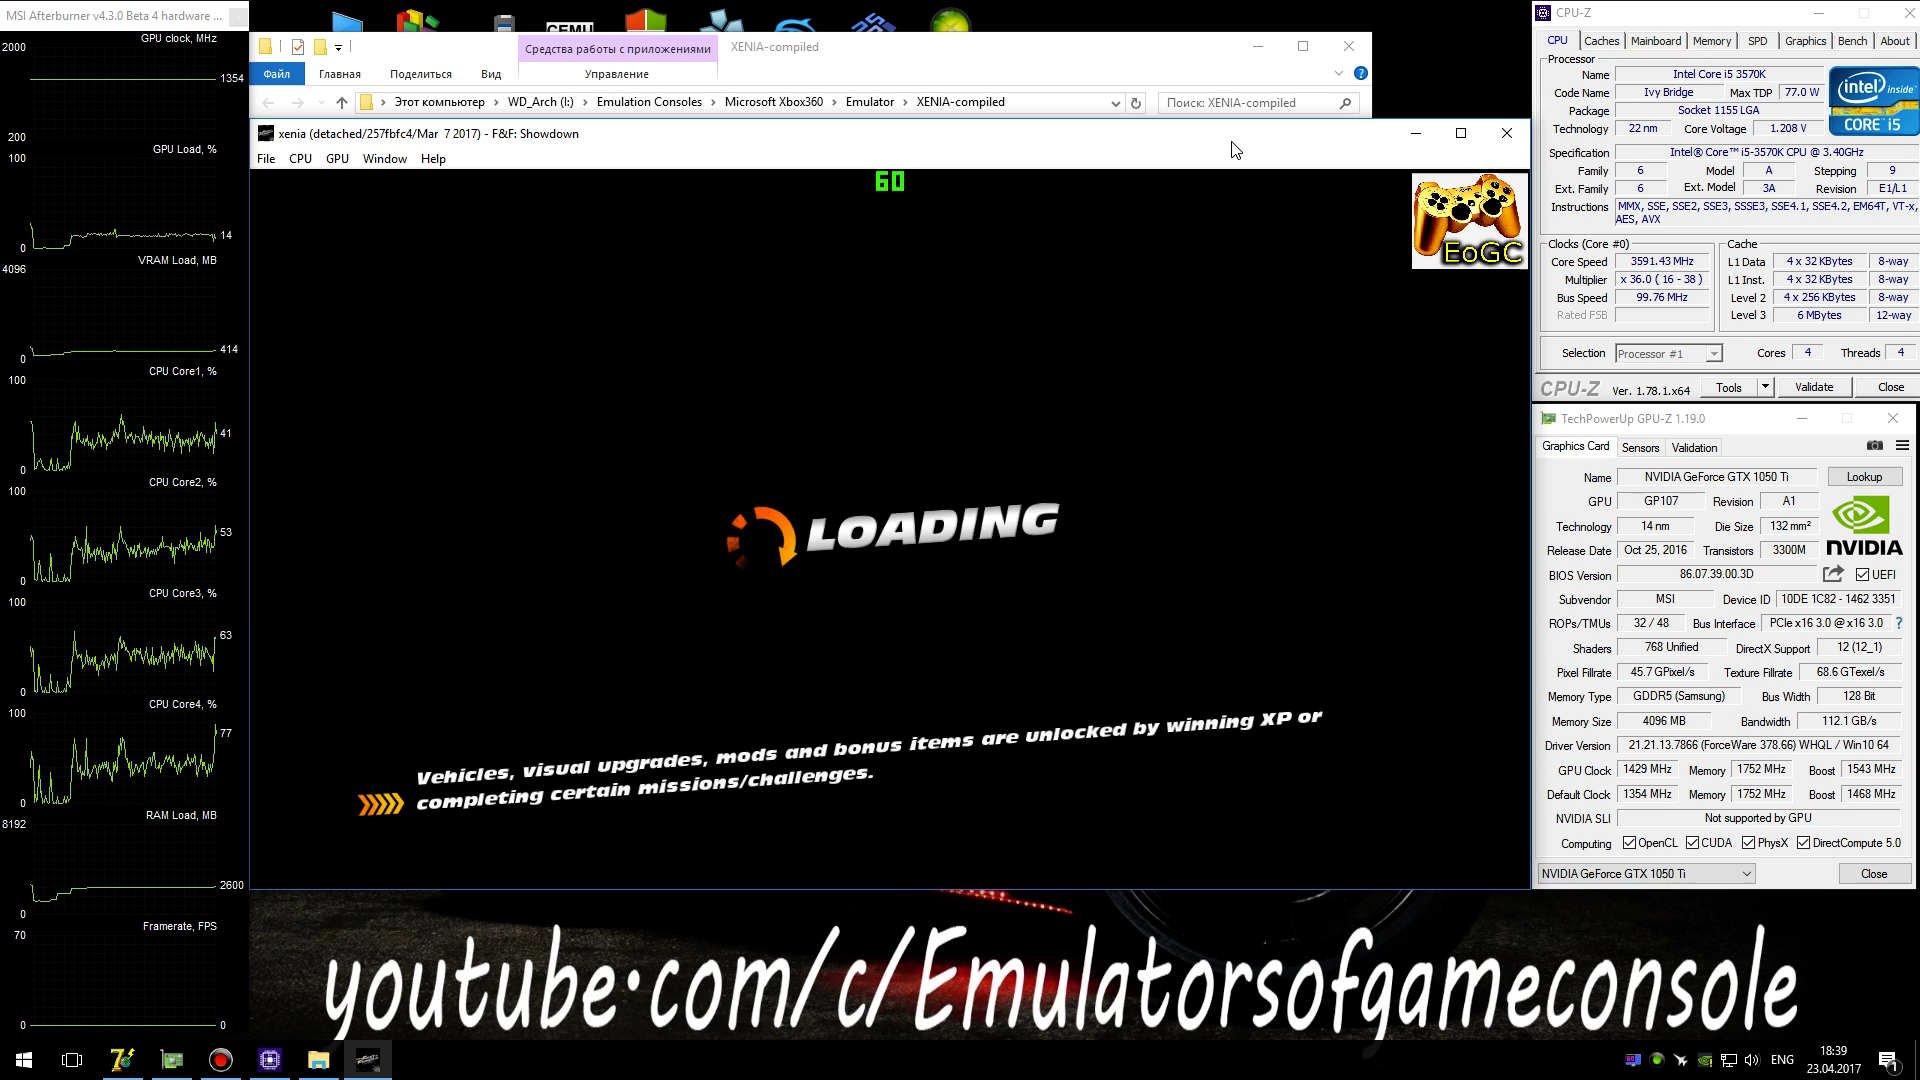 MSI Afterburner v4.3.0 Beta 4 hardware ...
GPU clock, MHz
2000
1354
200
GPU Load, %
100
14
0
VRAM Load, MB
4096
414
0
CPU Core1, %
100
41
0
CPU Core2, %
100
53
0
CPU Core3, %
100
63
0
CPU Core4, %
100
77
0
RAM Load, MB
8192
2600
0
Framerate, FPS
70
0
0
CEMU
Средства работы с приложениями
XENIA-compiled
Файл
Главная
Поделиться
Вид
Управление
Этот компьютер > WD_Arch (I:) > Emulation Consoles > Microsoft Xbox360 > Emulator > XENIA-compiled
Поиск: XENIA-compiled
xenia (detached/257fbfc4/Mar 7 2017) - F&F: Showdown
File CPU GPU Window Help
60
EoGC
LOADING
Vehicles, visual upgrades, mods and bonus items are unlocked by winning XP or
completing certain missions/challenges.
youtube.com/c/Emulatorsofgameconsole
CPU-Z
CPU Caches Mainboard Memory SPD Graphics Bench About
Processor
Name Intel Core i5 3570K
Code Name Ivy Bridge Max TDP 77.0 W
Package Socket 1155 LGA
Technology 22 nm Core Voltage 1.208 V
intel inside™
CORE i5
Specification Intel® Core™ i5-3570K CPU @ 3.40GHz
Family 6 Model A Stepping 9
Ext. Family 6 Ext. Model 3A Revision E1/L1
Instructions MMX, SSE, SSE2, SSE3, SSSE3, SSE4.1, SSE4.2, EM64T, VT-x,
AES, AVX
Clocks (Core #0)
Core Speed 3591.43 MHz
Multiplier x 36.0 ( 16 - 38 )
Bus Speed 99.76 MHz
Rated FSB
Cache
L1 Data 4 x 32 KBytes 8-way
L1 Inst. 4 x 32 KBytes 8-way
Level 2 4 x 256 KBytes 8-way
Level 3 6 MBytes 12-way
Selection Processor #1 Cores 4 Threads 4
CPU-Z Ver. 1.78.1.x64 Tools Validate Close
TechPowerUp GPU-Z 1.19.0
Graphics Card Sensors Validation
Name NVIDIA GeForce GTX 1050 Ti Lookup
GPU GP107 Revision A1
Technology 14 nm Die Size 132 mm²
Release Date Oct 25, 2016 Transistors 3300M
NVIDIA
BIOS Version 86.07.39.00.3D UEFI
Subvendor MSI Device ID 10DE 1C82 - 1462 3351
ROPs/TMUs 32 / 48 Bus Interface PCIe x16 3.0 @ x16 3.0 ?
Shaders 768 Unified DirectX Support 12 (12_1)
Pixel Fillrate 45.7 GPixel/s Texture Fillrate 68.6 GTexel/s
Memory Type GDDR5 (Samsung) Bus Width 128 Bit
Memory Size 4096 MB Bandwidth 112.1 GB/s
Driver Version 21.21.13.7866 (ForceWare 378.66) WHQL / Win10 64
GPU Clock 1429 MHz Memory 1752 MHz Boost 1543 MHz
Default Clock 1354 MHz Memory 1752 MHz Boost 1468 MHz
NVIDIA SLI Not supported by GPU
Computing OpenCL CUDA PhysX DirectCompute 5.0
NVIDIA GeForce GTX 1050 Ti Close
ENG
18:39
23.04.2017
1